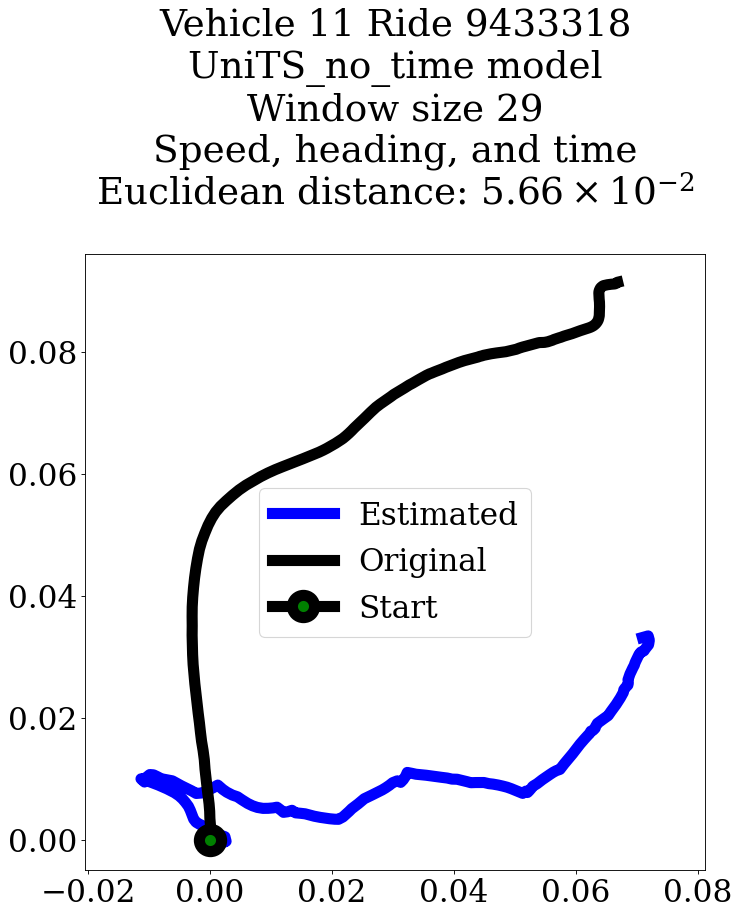 Vehicle 11 Ride 9433318
UniTS_no_time model
Window size 29
Speed, heading, and time
Euclidean distance: 5.66 × 10⁻²
0.08
0.06
0.04
0.02
0.00
Estimated
Original
Start
−0.02 0.00 0.02 0.04 0.06 0.08